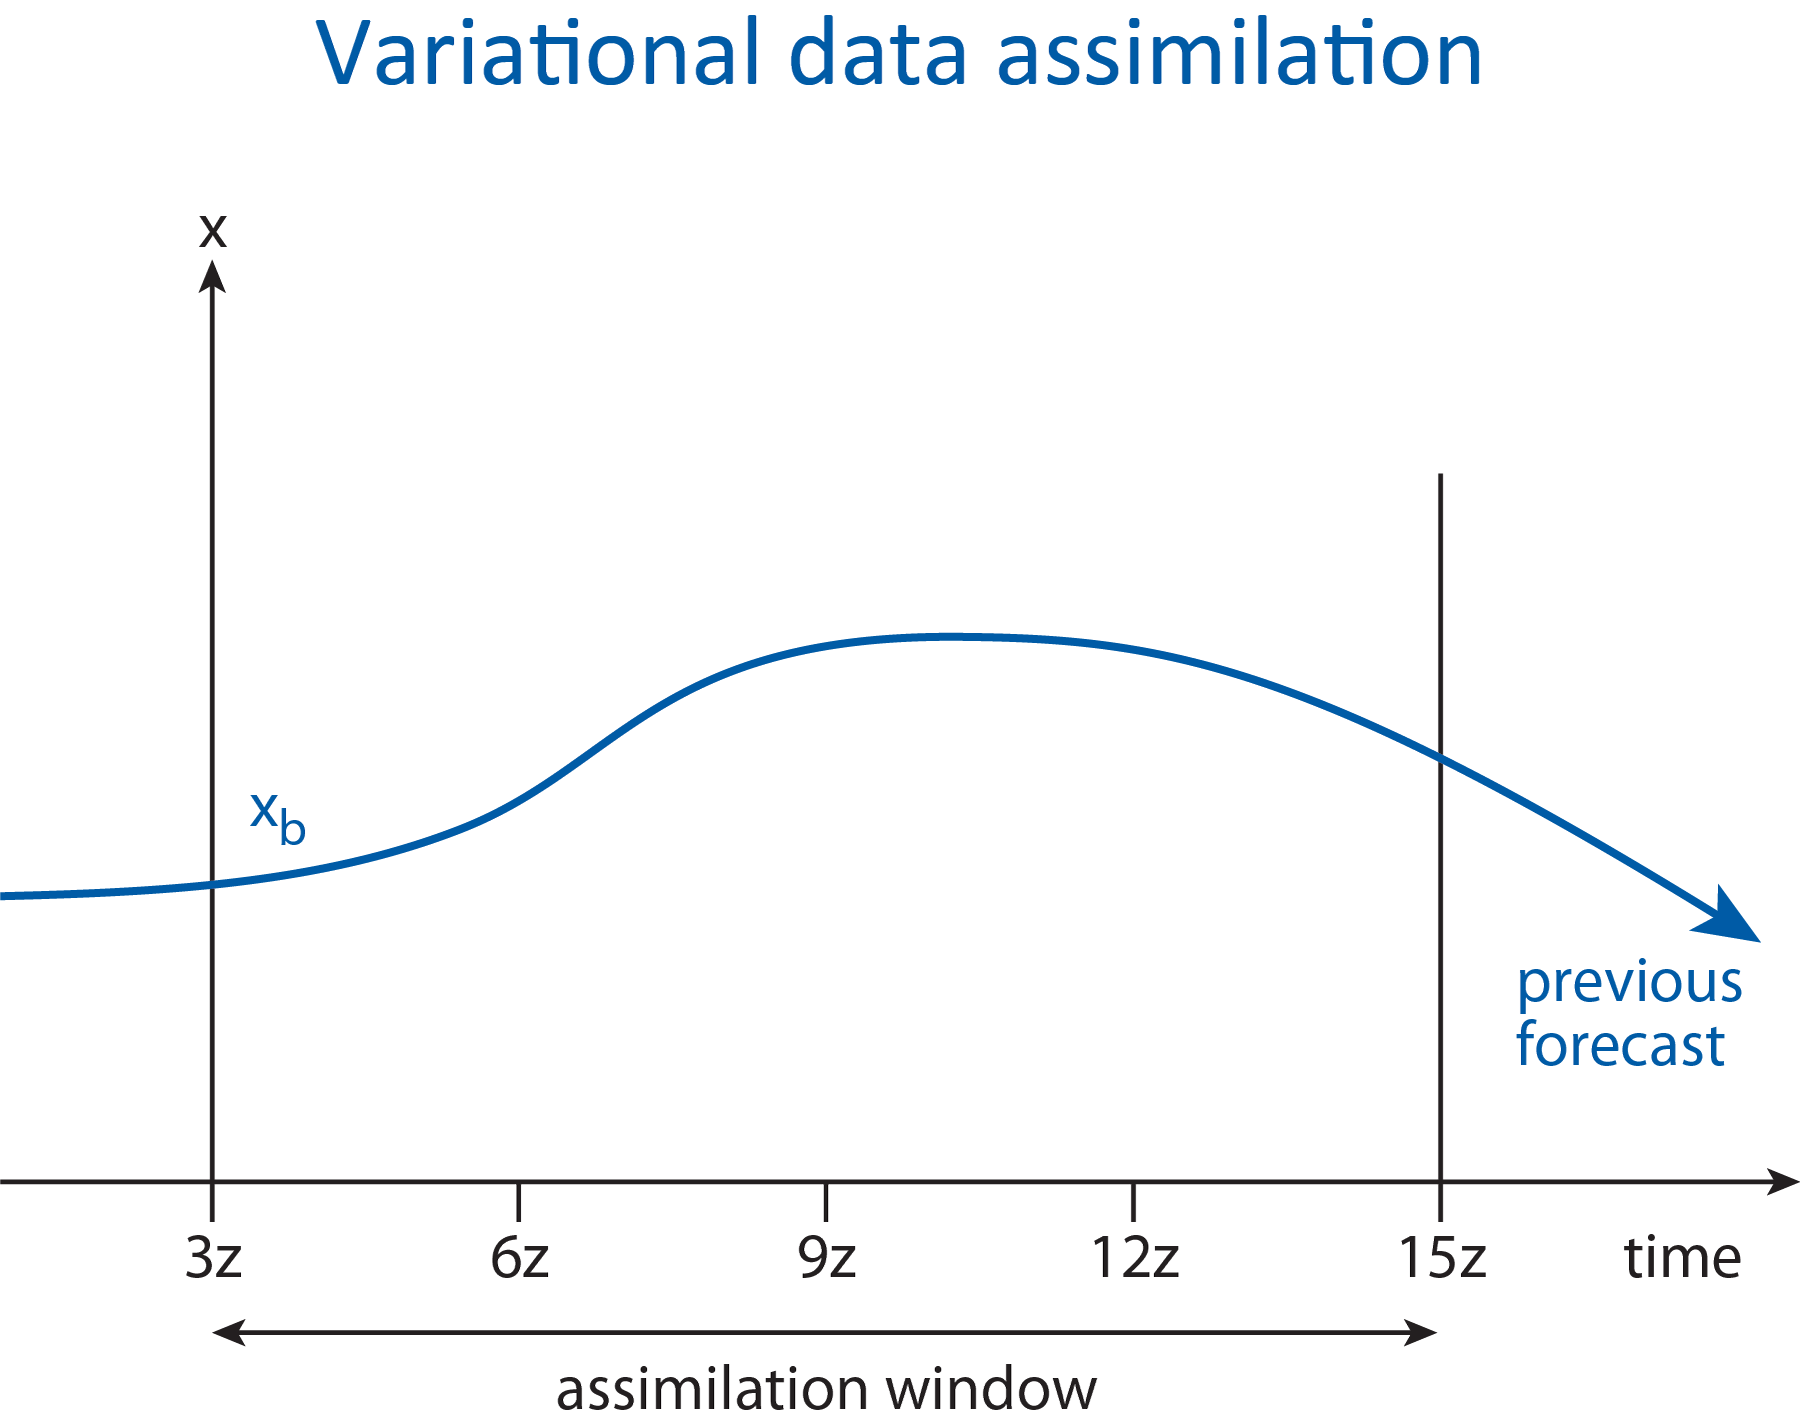 Variational data assimilation
x
xb
previous
forecast
3z 6z 9z 12z 15z time
assimilation window